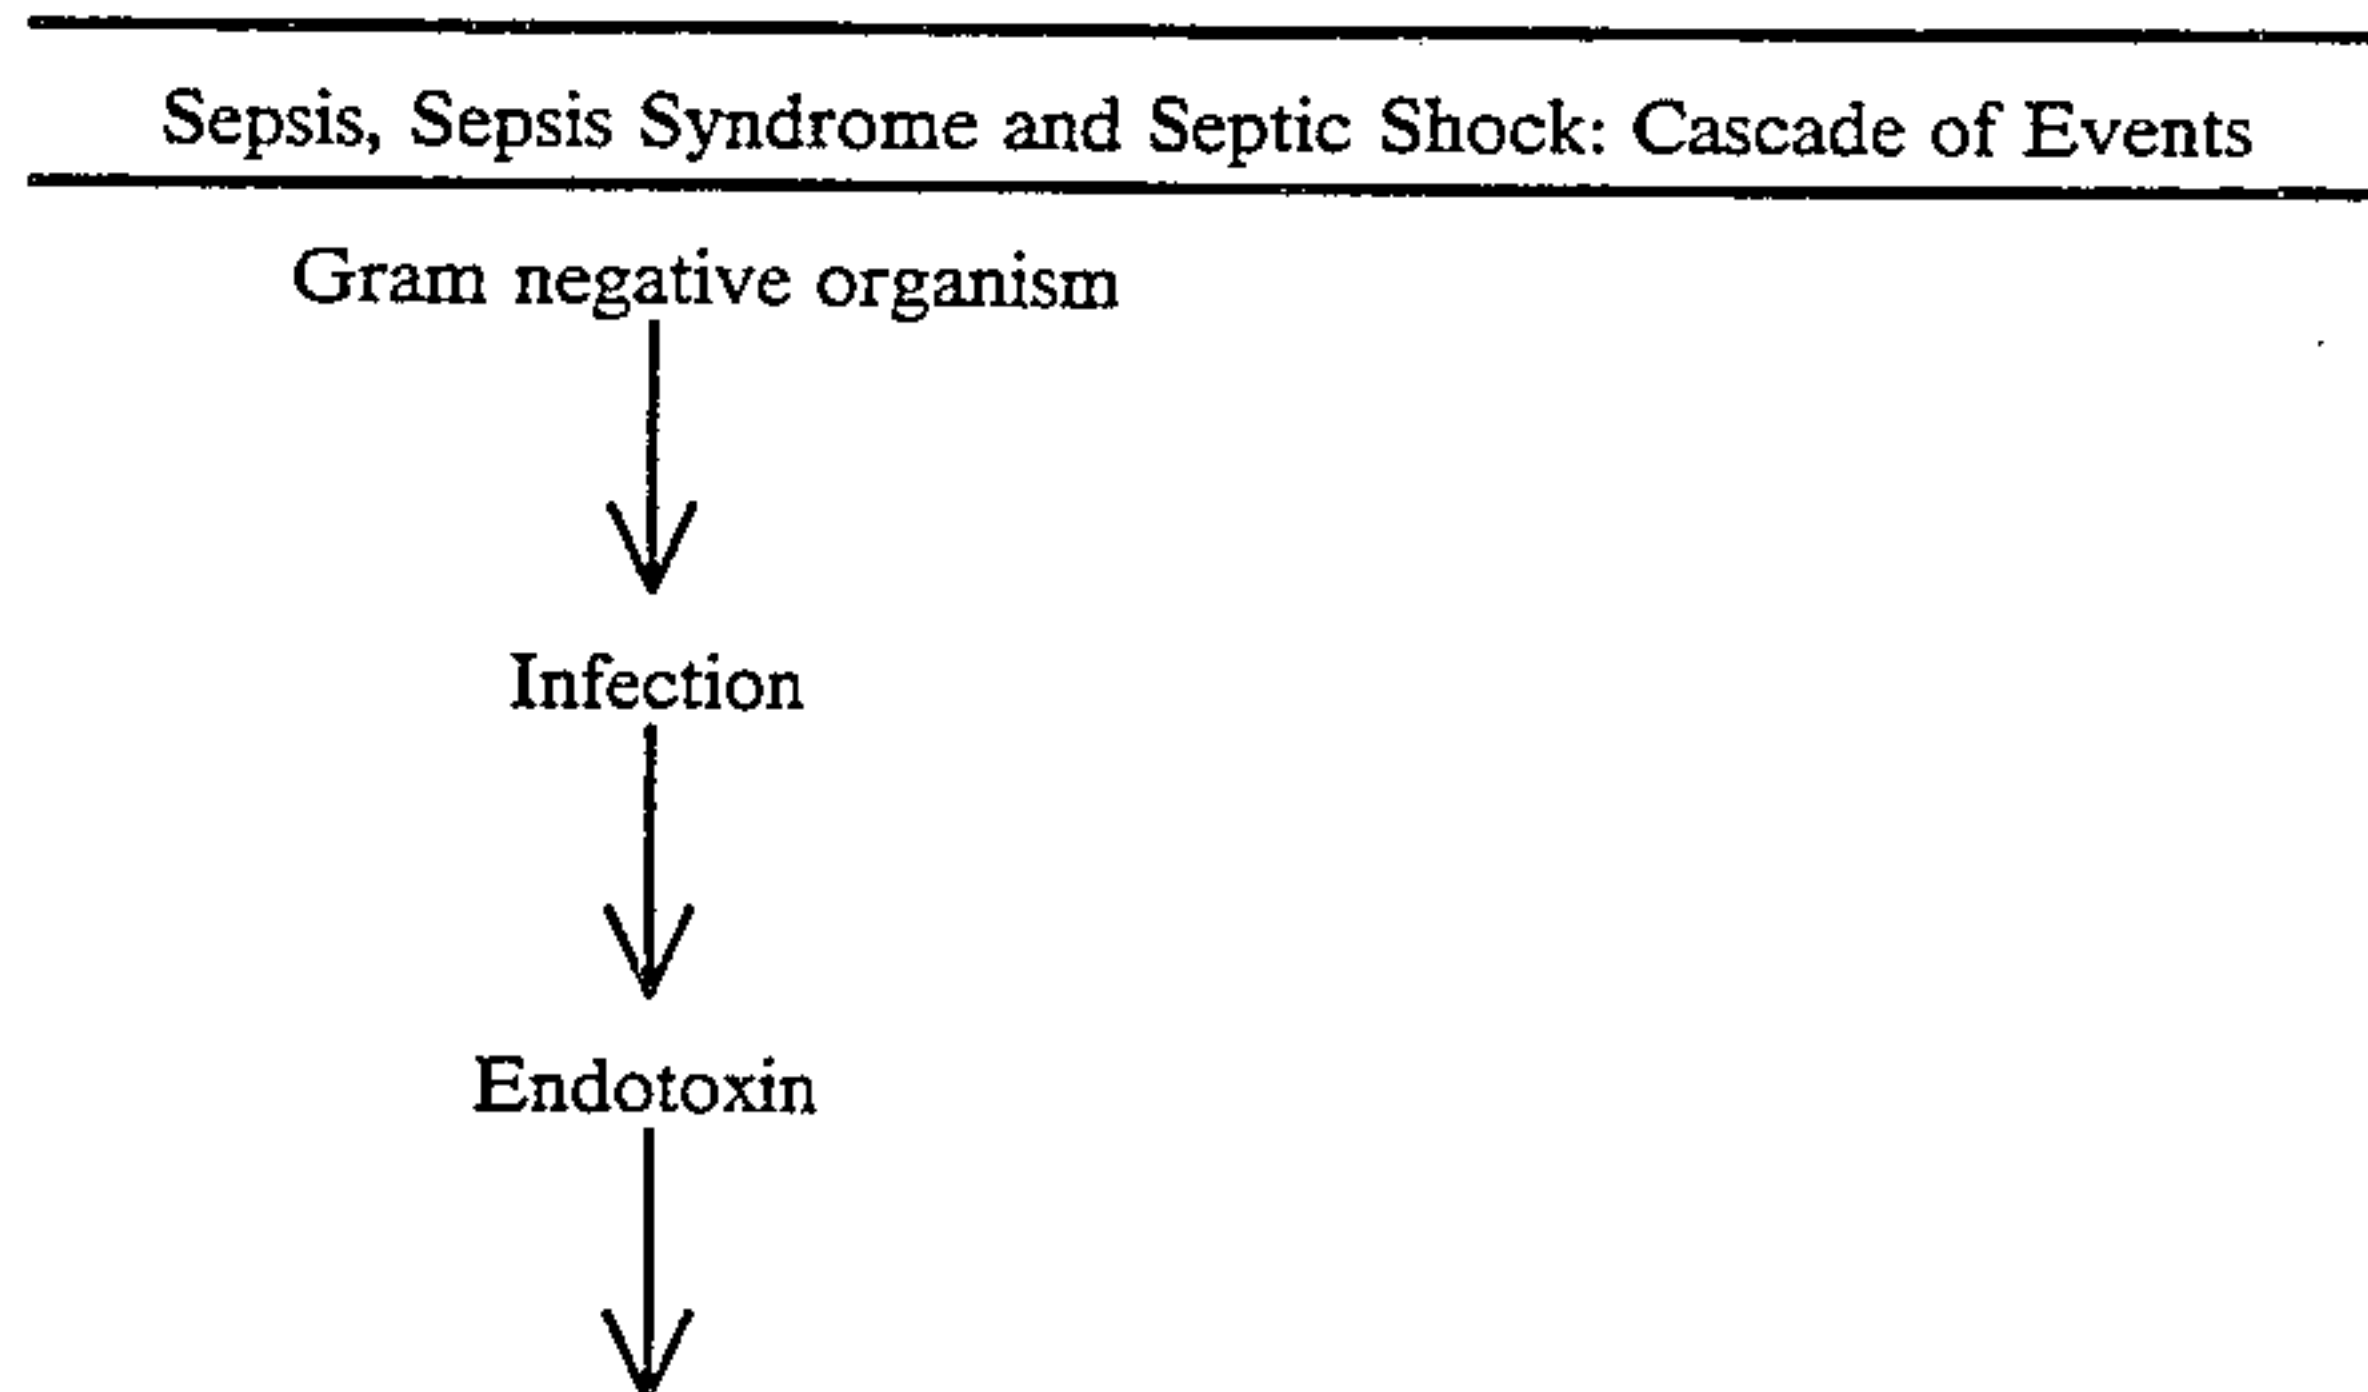 Sepsis, Sepsis Syndrome and Septic Shock: Cascade of Events
Gram negative organism
Infection
Endotoxin